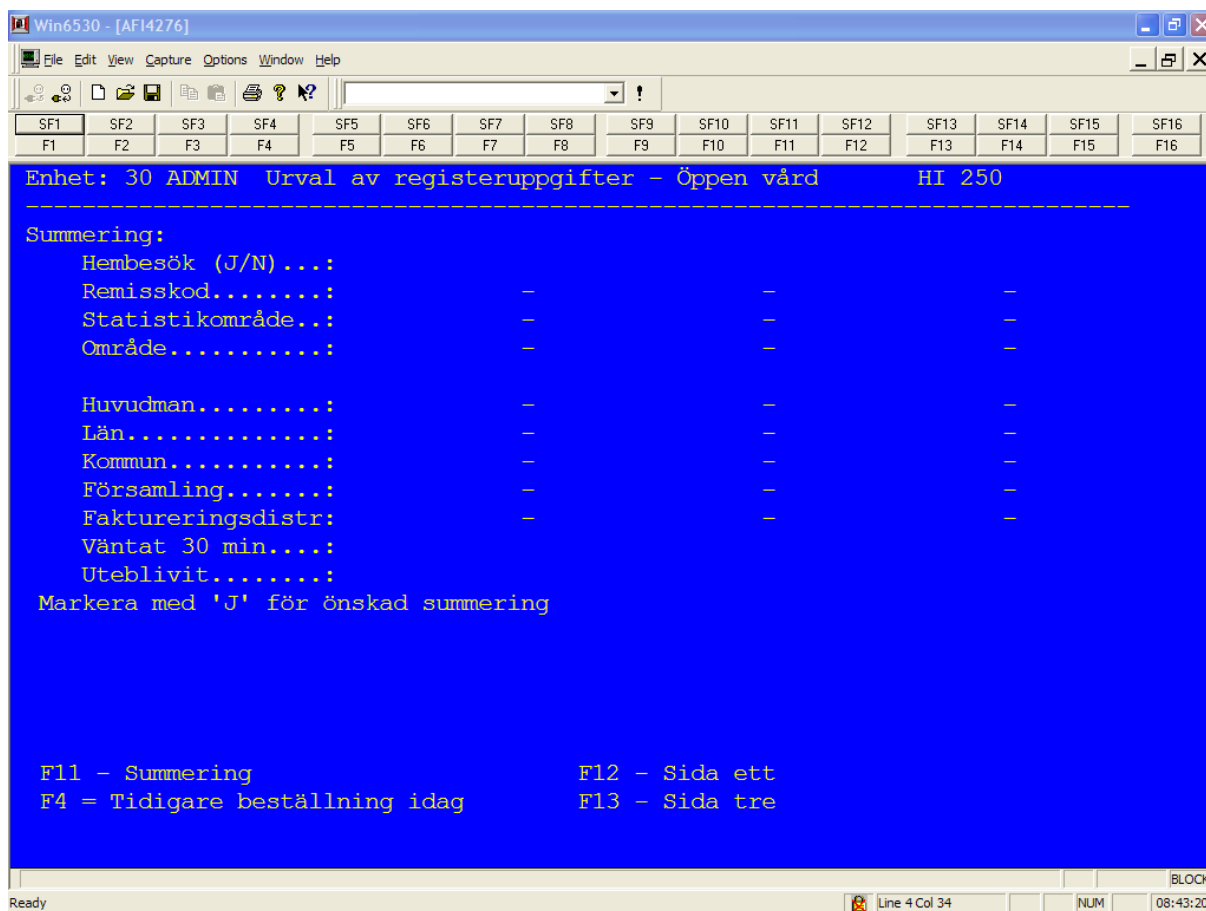 Win6530 - [AFI4276]
File Edit View Capture Options Window Help
SF1 SF2 SF3 SF4 SF5 SF6 SF7 SF8 SF9 SF10 SF11 SF12 SF13 SF14 SF15 SF16
F1 F2 F3 F4 F5 F6 F7 F8 F9 F10 F11 F12 F13 F14 F15 F16
Enhet: 30 ADMIN Urval av registeruppgifter - Öppen vård HI 250
------------------------------------------------------------------------------
Summering:
Hembesök (J/N)...:
Remisskod........: - - -
Statistikområde..: - - -
Område...........: - - -
Huvudman.........: - - -
Län..............: - - -
Kommun...........: - - -
Församling.......: - - -
Faktureringsdistr: - - -
Väntat 30 min....:
Uteblivit........:
Markera med 'J' för önskad summering
F11 - Summering F12 - Sida ett
F4 = Tidigare beställning idag F13 - Sida tre
BLOCK
Ready Line 4 Col 34 NUM 08:43:20